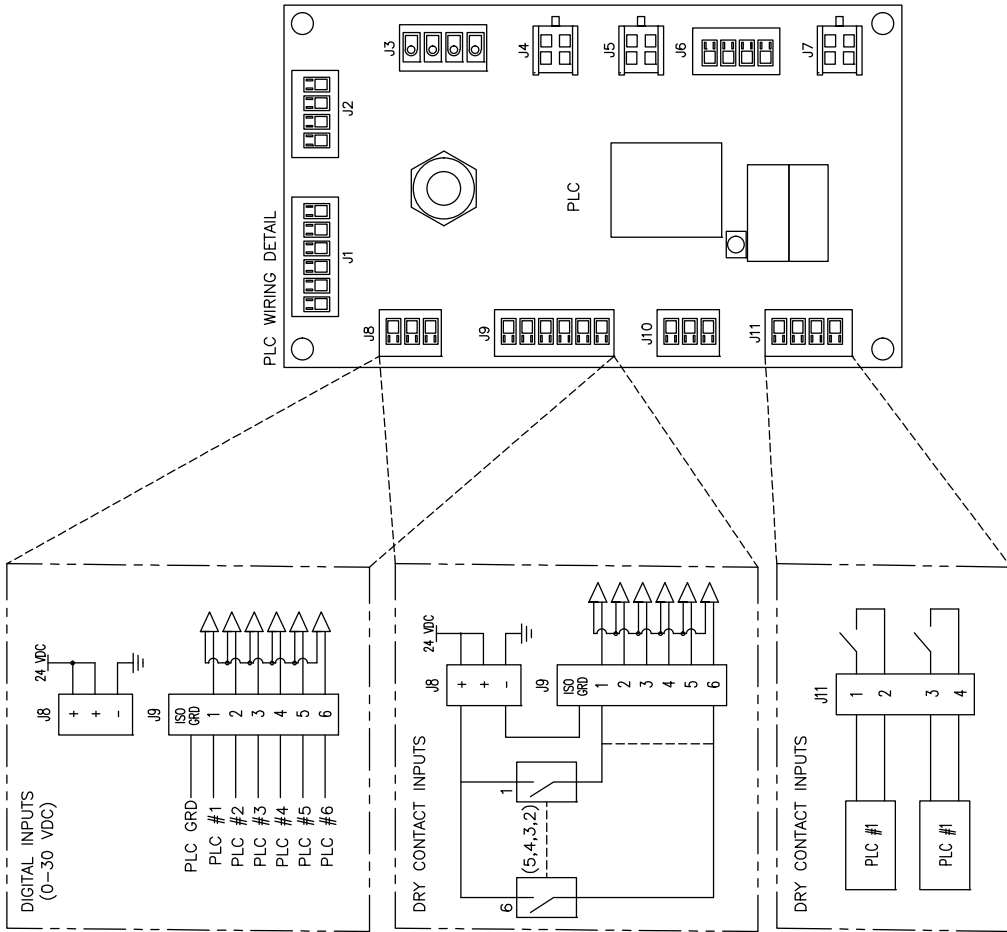 DIGITAL INPUTS
(0-30 VDC)
J8
24 VDC
+
+
-
J9
ISO
GRD
1
2
3
4
5
6
PLC GRD
PLC #1
PLC #2
PLC #3
PLC #4
PLC #5
PLC #6
DRY CONTACT INPUTS
J8
24 VDC
+
+
-
J9
ISO
GRD
1
2
3
4
5
6
1
(5,4,3,2)
6
DRY CONTACT INPUTS
J11
1
2
3
4
PLC #1
PLC #1
PLC WIRING DETAIL
J1
J2
J3
J4
J5
J6
J7
J8
J9
J10
J11
PLC